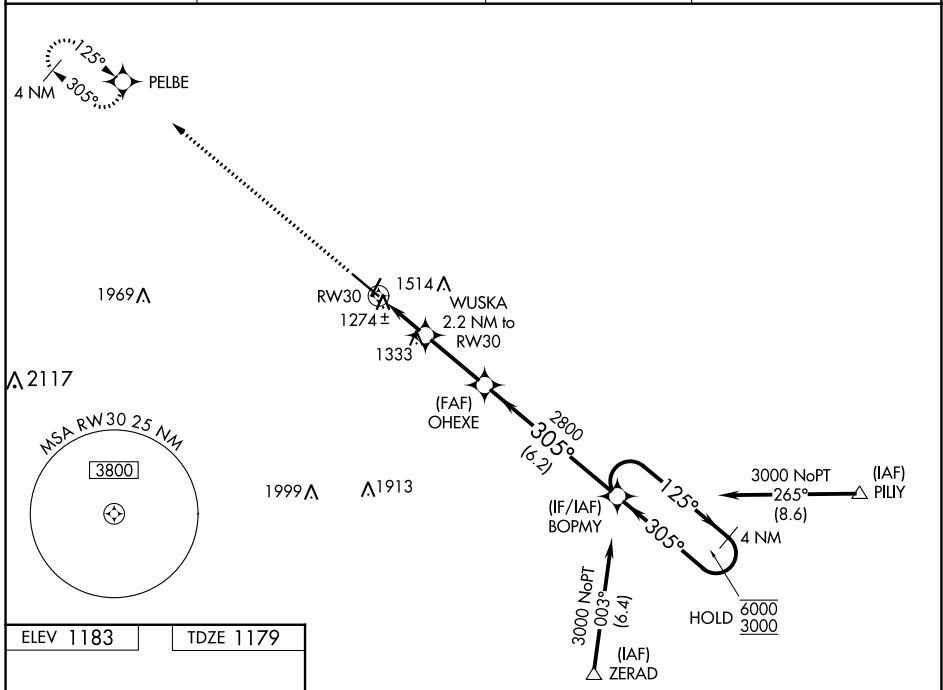 125°
305°
4 NM
PELBE
1969
RW30
1514
1274±
WUSKA
2.2 NM to
RW30
1333
2117
(FAF)
OHEXE
2800
305°
(6.2)
MSA RW30 25 NM
3800
1999
1913
(IF/IAF)
BOPMY
125°
305°
4 NM
3000 NoPT
265°
(8.6)
(IAF)
PILIY
HOLD
6000
3000
3000 NoPT
003°
(6.4)
(IAF)
ZERAD
ELEV 1183
TDZE 1179